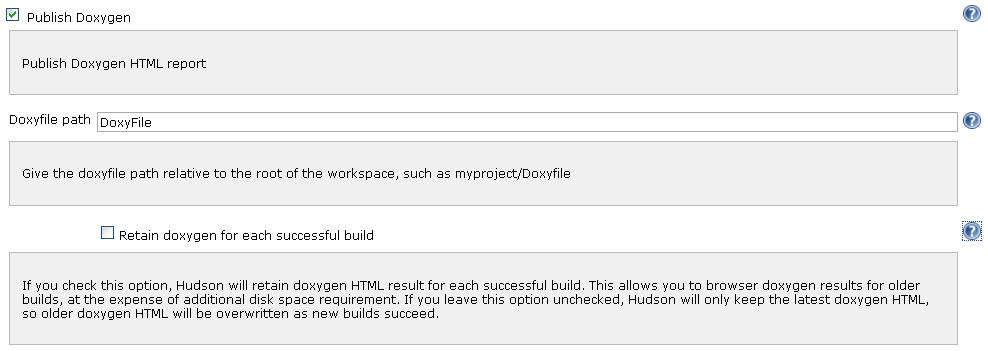 Publish Doxygen
Publish Doxygen HTML report
Doxyfile path DoxyFile
Give the doxyfile path relative to the root of the workspace, such as myproject/Doxyfile
Retain doxygen for each successful build
If you check this option, Hudson will retain doxygen HTML result for each successful build. This allows you to browser doxygen results for older
builds, at the expense of additional disk space requirement. If you leave this option unchecked, Hudson will only keep the latest doxygen HTML,
so older doxygen HTML will be overwritten as new builds succeed.